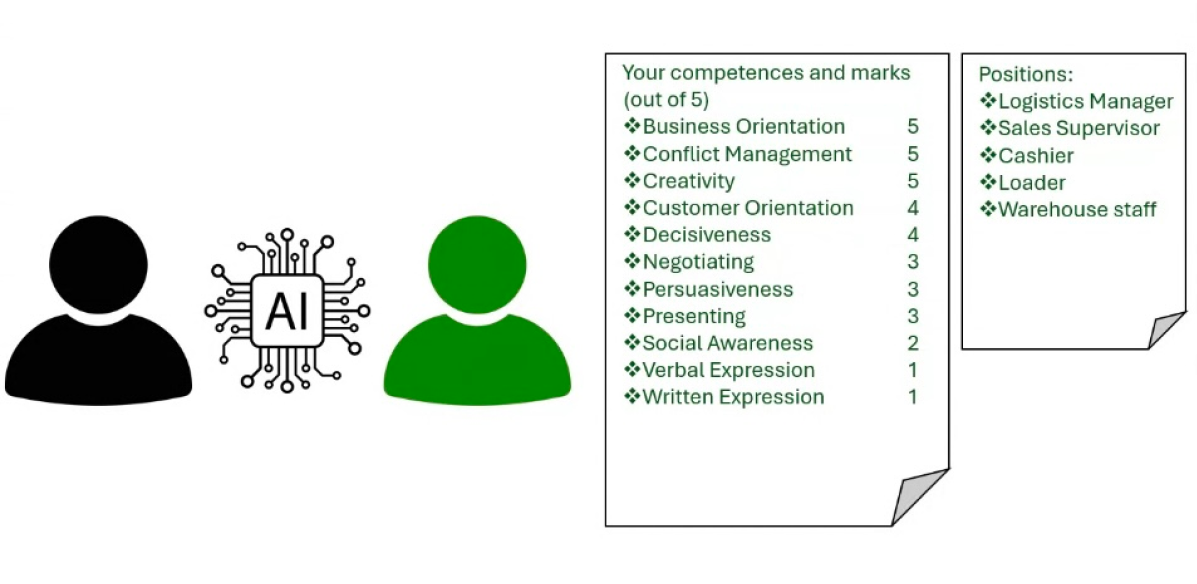 AI
Your competences and marks
(out of 5)
❖Business Orientation 5
❖Conflict Management 5
❖Creativity 5
❖Customer Orientation 4
❖Decisiveness 4
❖Negotiating 3
❖Persuasiveness 3
❖Presenting 3
❖Social Awareness 2
❖Verbal Expression 1
❖Written Expression 1
Positions:
❖Logistics Manager
❖Sales Supervisor
❖Cashier
❖Loader
❖Warehouse staff